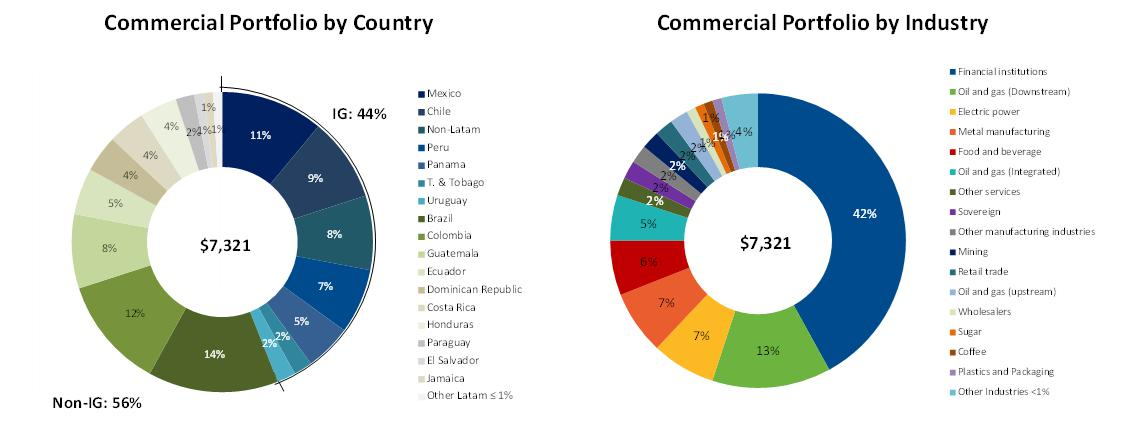 Commercial Portfolio by Country
IG: 44%
Non-IG: 56%
$7,321
11%
9%
8%
7%
5%
2%
2%
14%
12%
8%
5%
4%
4%
4%
2%
1%
1%
1%
Mexico
Chile
Non-Latam
Peru
Panama
T. & Tobago
Uruguay
Brazil
Colombia
Guatemala
Ecuador
Dominican Republic
Costa Rica
Honduras
Paraguay
El Salvador
Jamaica
Other Latam ≤ 1%
Commercial Portfolio by Industry
$7,321
42%
13%
7%
7%
6%
5%
2%
2%
2%
2%
2%
2%
1%
1%
1%
4%
Financial institutions
Oil and gas (Downstream)
Electric power
Metal manufacturing
Food and beverage
Oil and gas (Integrated)
Other services
Sovereign
Other manufacturing industries
Mining
Retail trade
Oil and gas (upstream)
Wholesalers
Sugar
Coffee
Plastics and Packaging
Other Industries <1%